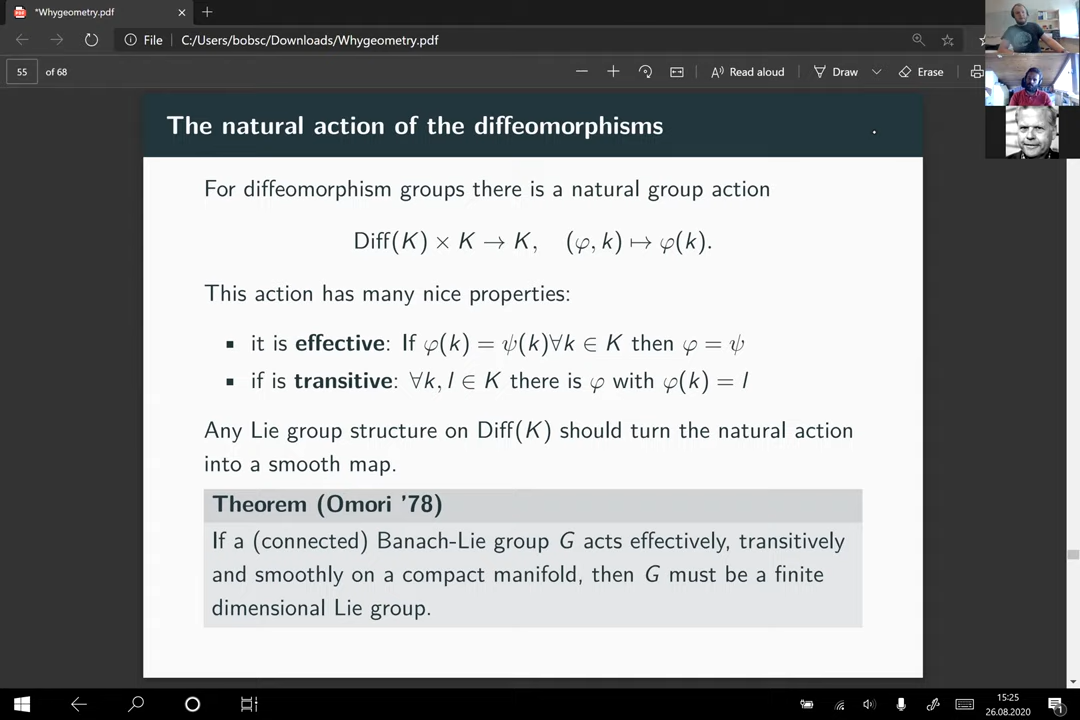 *Whygeometry.pdf
File C:/Users/bobsc/Downloads/Whygeometry.pdf
55 of 68 Read aloud Draw Erase
The natural action of the diffeomorphisms
For diffeomorphism groups there is a natural group action
Diff(K) × K → K, (φ, k) ↦ φ(k).
This action has many nice properties:
▪ it is effective: If φ(k) = ψ(k)∀k ∈ K then φ = ψ
▪ if is transitive: ∀k, l ∈ K there is φ with φ(k) = l
Any Lie group structure on Diff(K) should turn the natural action
into a smooth map.
Theorem (Omori '78)
If a (connected) Banach-Lie group G acts effectively, transitively
and smoothly on a compact manifold, then G must be a finite
dimensional Lie group.
15:25
26.08.2020